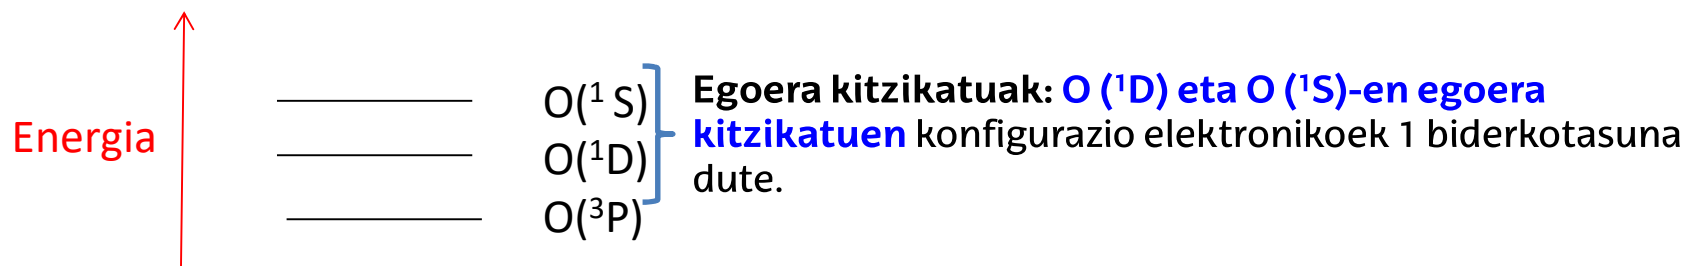 Energia
O(¹ S)
O(¹D)
O(³P)
Egoera kitzikatuak: O (¹D) eta O (¹S)-en egoera
kitzikatuen konfigurazio elektronikoek 1 biderkotasuna
dute.